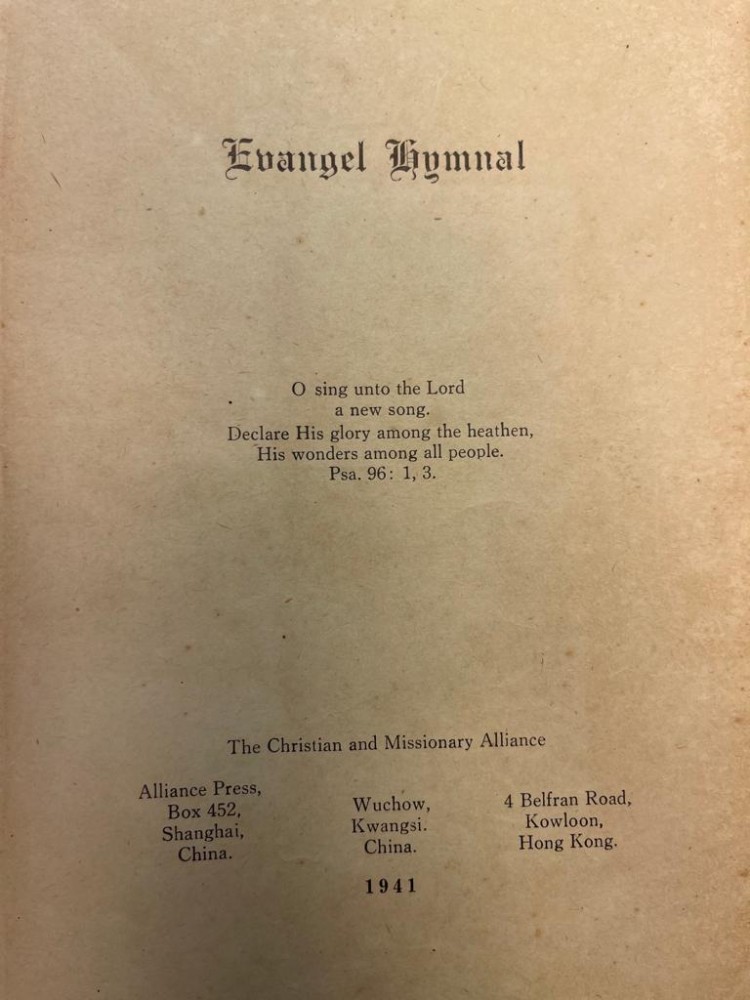 Evangel Hymnal
O sing unto the Lord
a new song.
Declare His glory among the heathen,
His wonders among all people.
Psa. 96: 1, 3.
The Christian and Missionary Alliance
Alliance Press,
Box 452,
Shanghai,
China.
Wuchow,
Kwangsi.
China.
4 Belfran Road,
Kowloon,
Hong Kong.
1941